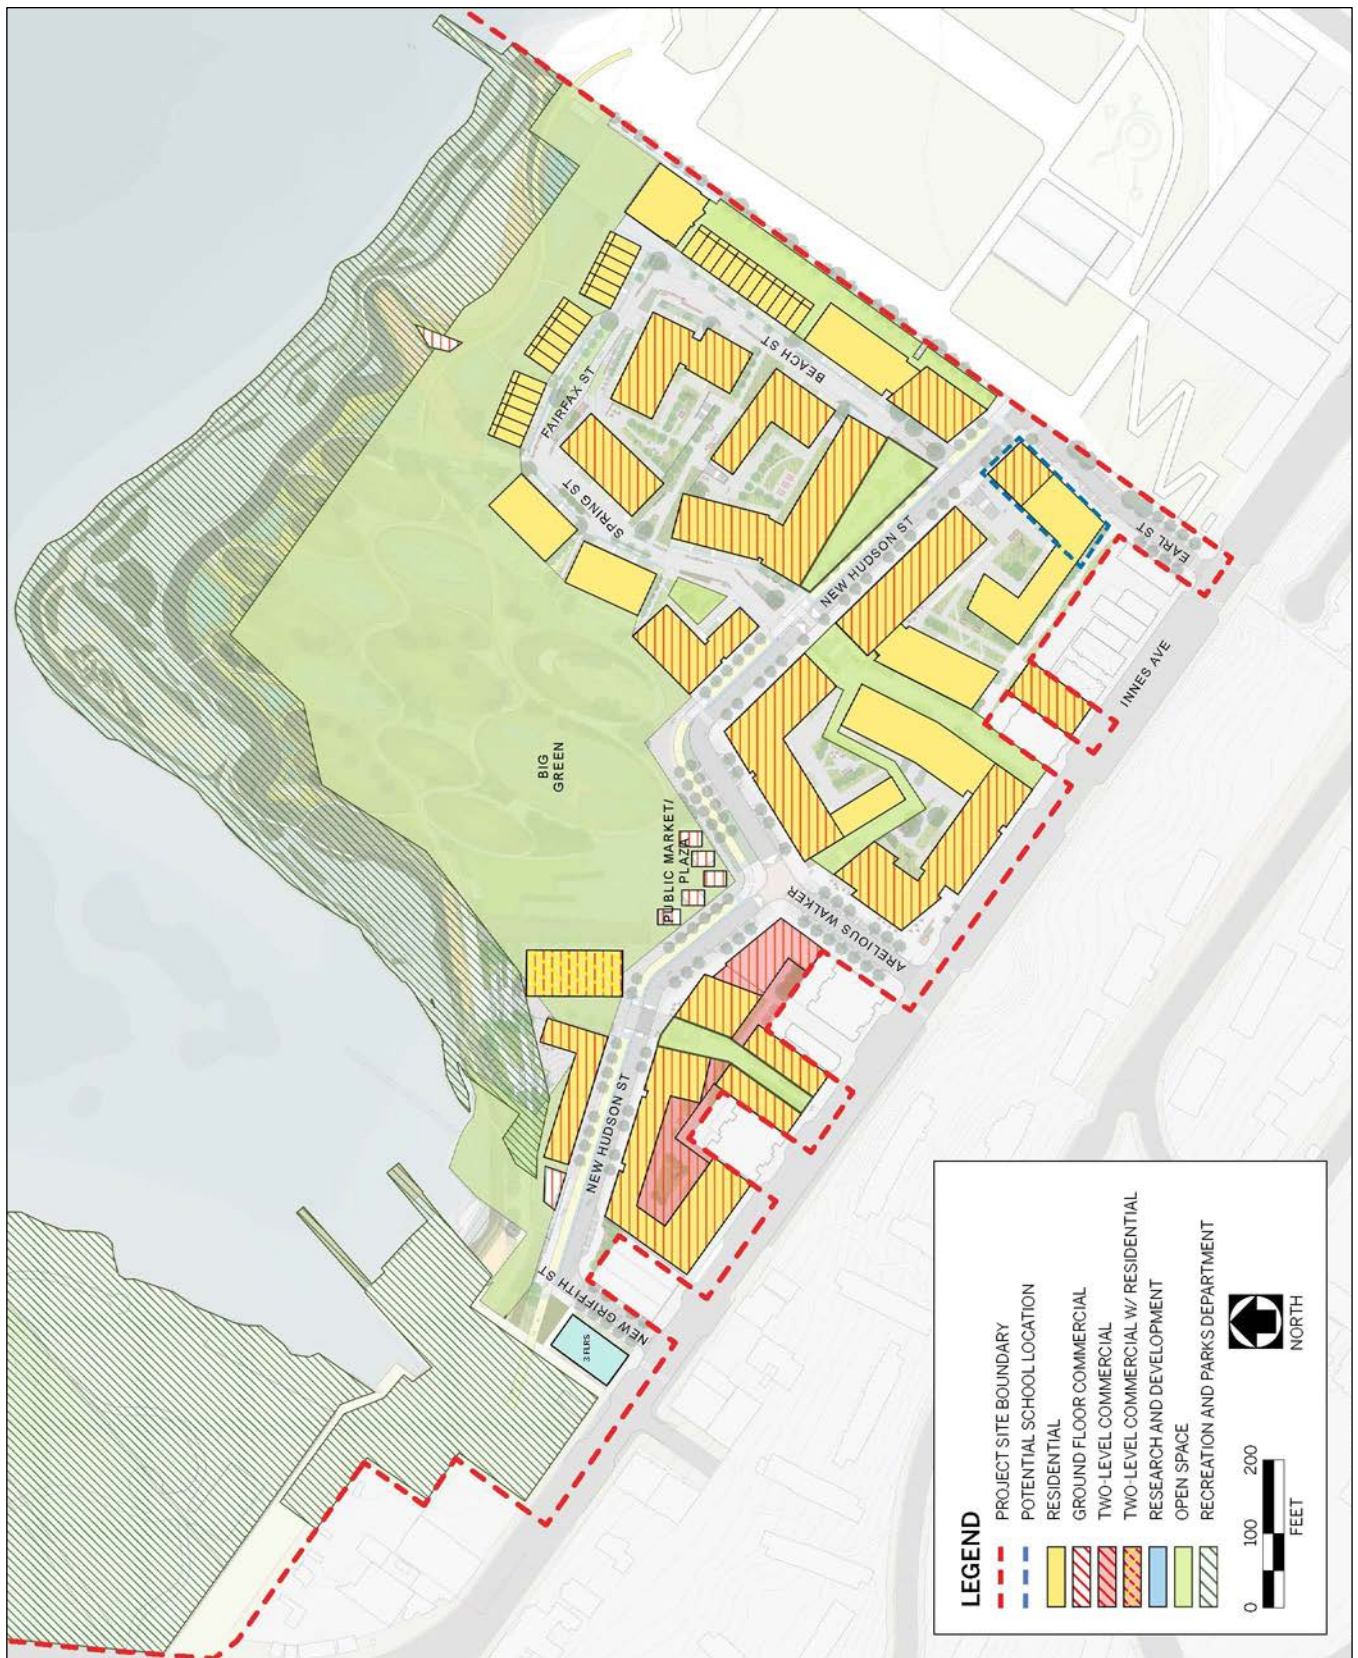 FAIRFAX ST
SPRING ST
BEACH ST
BIG
GREEN
PUBLIC MARKET/
PLAZA
NEW HUDSON ST
EARL ST
INNES AVE
ARELIOUS WALKER
NEW HUDSON ST
NEW GRIFFITH ST
3 FLRS
LEGEND
PROJECT SITE BOUNDARY
POTENTIAL SCHOOL LOCATION
RESIDENTIAL
GROUND FLOOR COMMERCIAL
TWO-LEVEL COMMERCIAL
TWO-LEVEL COMMERCIAL W/ RESIDENTIAL
RESEARCH AND DEVELOPMENT
OPEN SPACE
RECREATION AND PARKS DEPARTMENT
0 100 200
FEET
NORTH